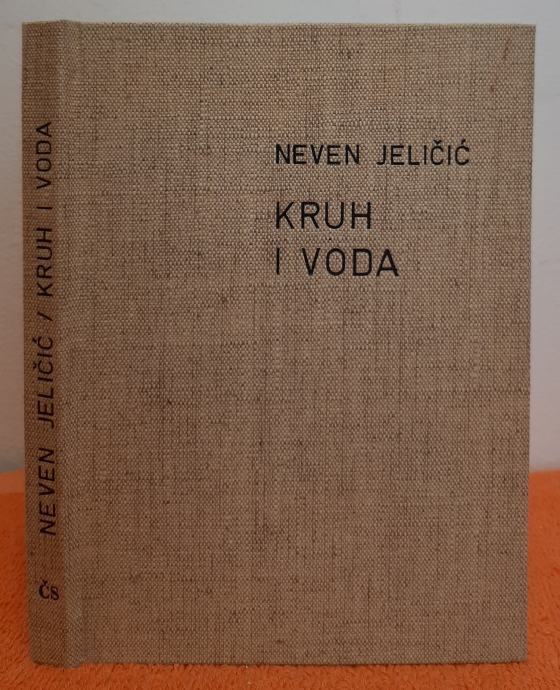 NEVEN JELIČIĆ
KRUH
I VODA
NEVEN JELIČIĆ / KRUH I VODA
ČS